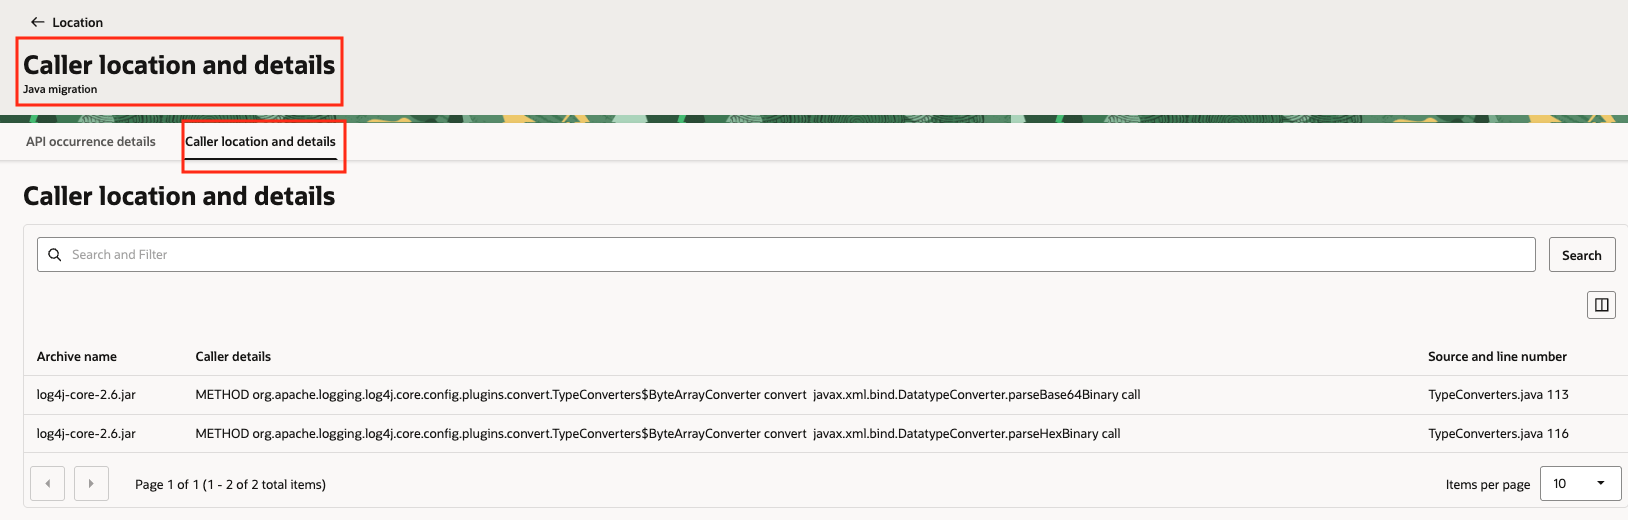 Location
Caller location and details
Java migration
API occurrence details Caller location and details
Caller location and details
Search and Filter Search
Archive name Caller details Source and line number
log4j-core-2.6.jar METHOD org.apache.logging.log4j.core.config.plugins.convert.TypeConverters$ByteArrayConverter convert javax.xml.bind.DatatypeConverter.parseBase64Binary call TypeConverters.java 113
log4j-core-2.6.jar METHOD org.apache.logging.log4j.core.config.plugins.convert.TypeConverters$ByteArrayConverter convert javax.xml.bind.DatatypeConverter.parseHexBinary call TypeConverters.java 116
Page 1 of 1 (1 - 2 of 2 total items) Items per page 10